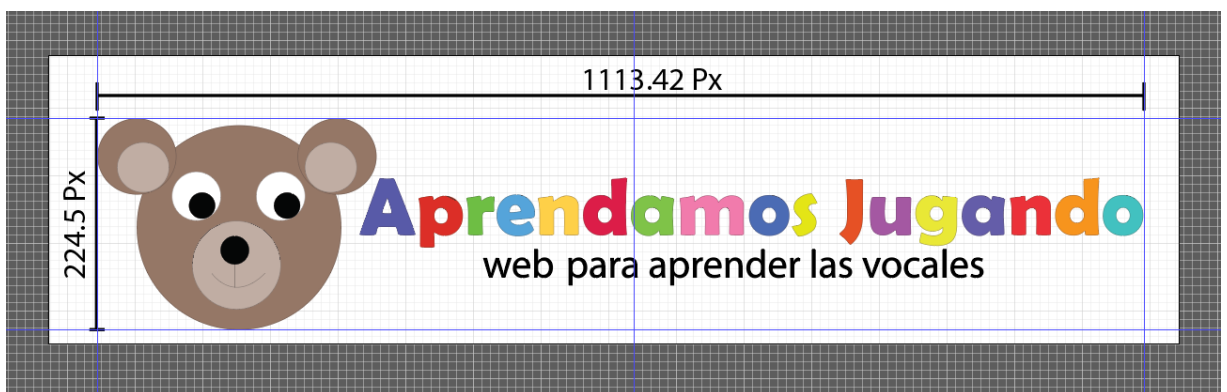 1113.42 Px
224.5 Px
Aprendamos Jugando
web para aprender las vocales